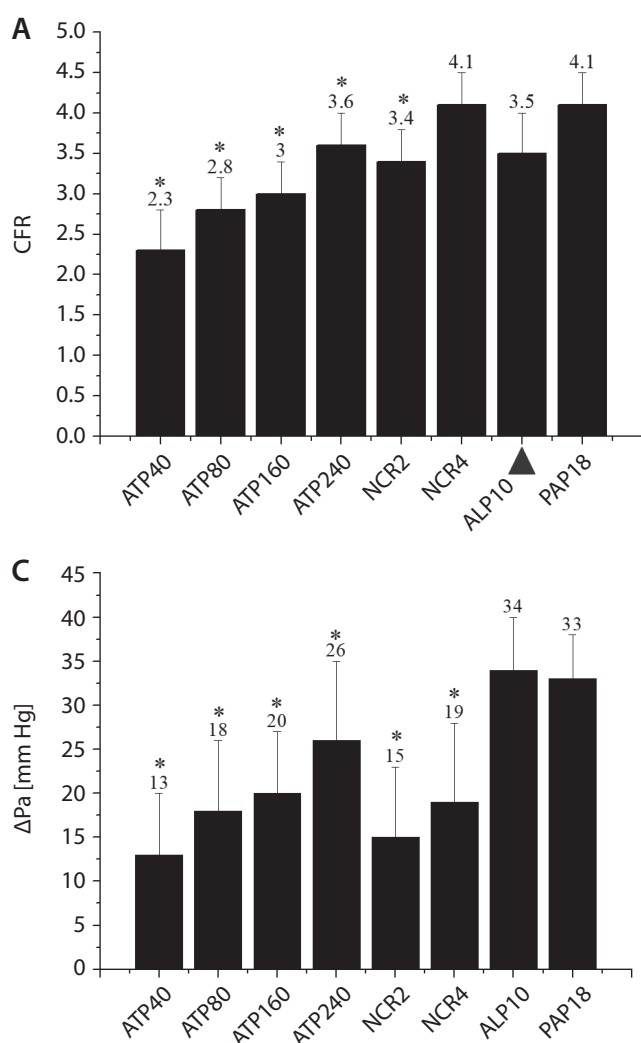 A
5.0
4.5
4.0
3.5
3.0
2.5
2.0
1.5
1.0
0.5
0.0
CFR
*
2.3
*
2.8
*
3
*
3.6
*
3.4
4.1
3.5
4.1
ATP40
ATP80
ATP160
ATP240
NCR2
NCR4
ALP10
PAP18
C
45
40
35
30
25
20
15
10
5
0
ΔPa [mm Hg]
*
13
*
18
*
20
*
26
*
15
*
19
34
33
ATP40
ATP80
ATP160
ATP240
NCR2
NCR4
ALP10
PAP18